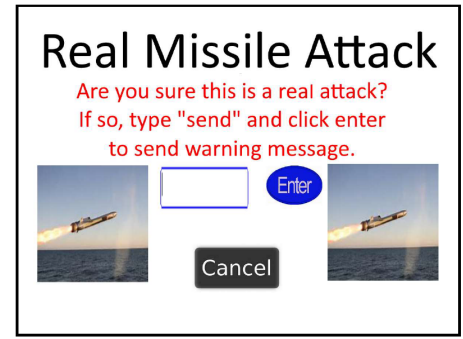 Real Missile Attack
Are you sure this is a real attack?
If so, type "send" and click enter
to send warning message.
Enter
Cancel